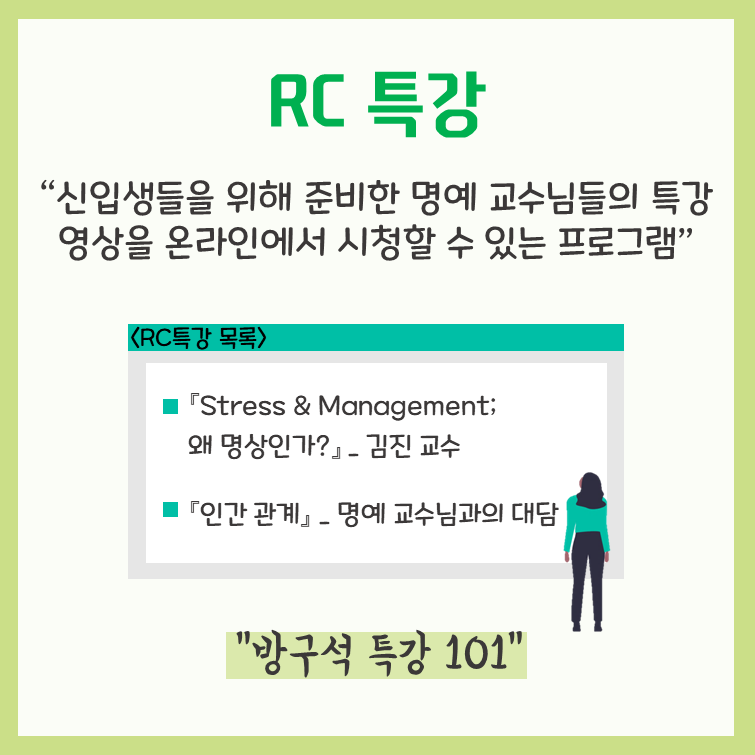 RC 특강
“신입생들을 위해 준비한 명예 교수님들의 특강
영상을 온라인에서 시청할 수 있는 프로그램”
<RC특강 목록>
『Stress & Management;
왜 명상인가?』_ 김진 교수
『인간 관계』_ 명예 교수님과의 대담
"방구석 특강 101"